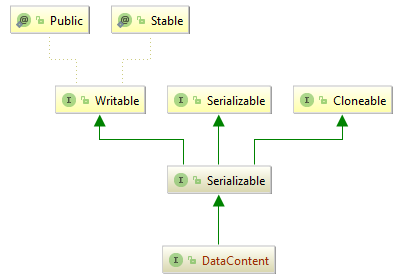 Public
Stable
Writable
Serializable
Cloneable
Serializable
DataContent